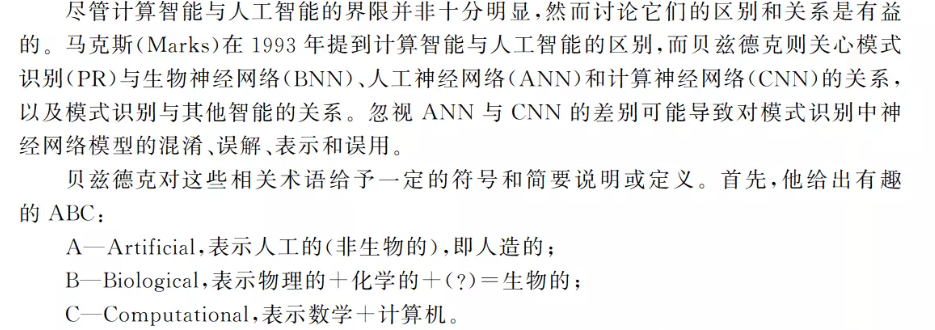 尽管计算智能与人工智能的界限并非十分明显,然而讨论它们的区别和关系是有益
的。马克斯(Marks)在1993年提到计算智能与人工智能的区别,而贝兹德克则关心模式
识别(PR)与生物神经网络(BNN)、人工神经网络(ANN)和计算神经网络(CNN)的关系,
以及模式识别与其他智能的关系。忽视ANN与CNN的差别可能导致对模式识别中神
经网络模型的混淆、误解、表示和误用。
贝兹德克对这些相关术语给予一定的符号和简要说明或定义。首先,他给出有趣
的ABC:
A—Artificial,表示人工的(非生物的),即人造的;
B—Biological,表示物理的+化学的+(?)=生物的;
C—Computational,表示数学+计算机。